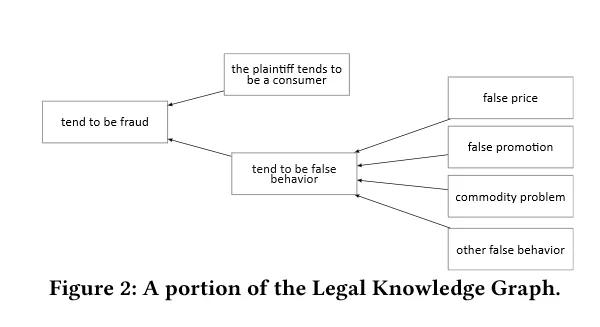 the plaintiff tends to
be a consumer
false price
tend to be fraud
false promotion
tend to be false
behavior
commodity problem
other false behavior
Figure 2: A portion of the Legal Knowledge Graph.